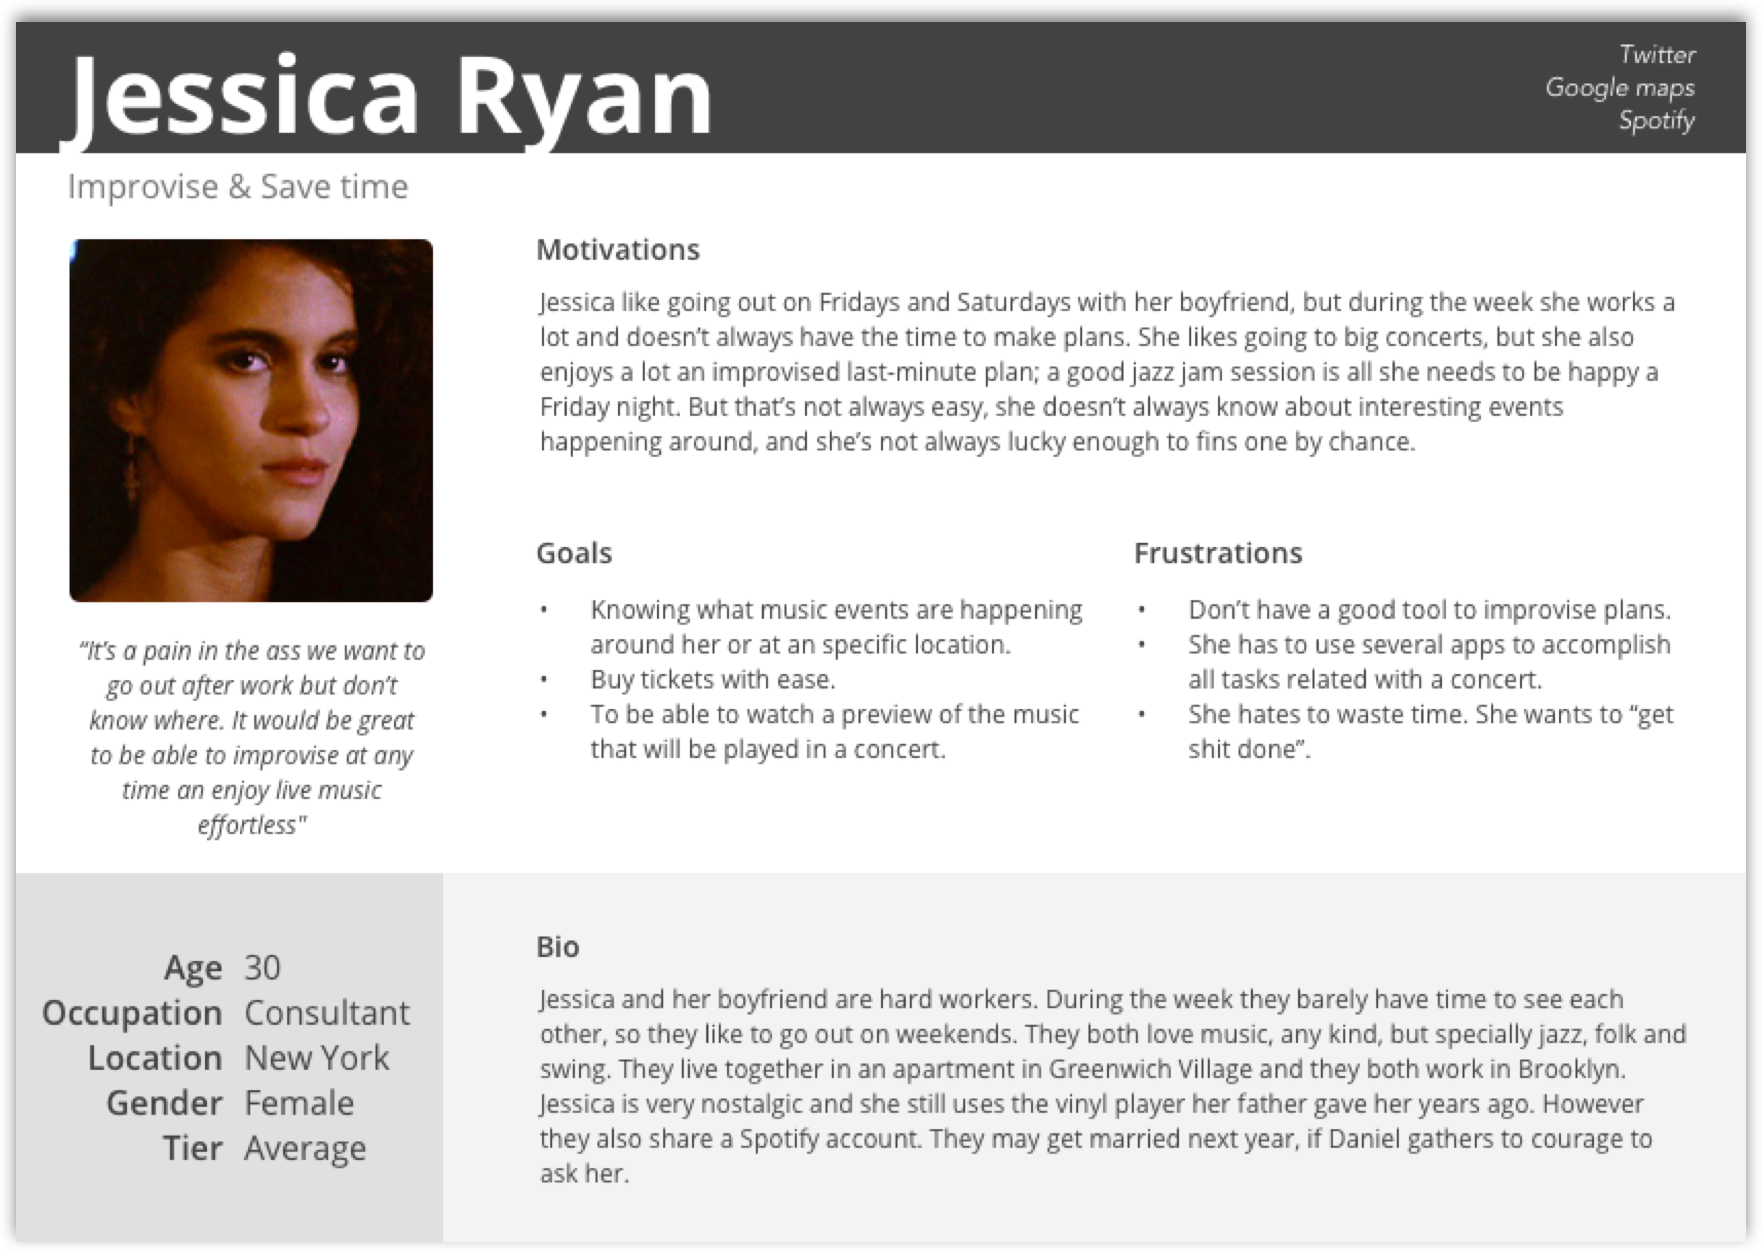 Jessica Ryan
Twitter
Google maps
Spotify
Improvise & Save time
Motivations
Jessica like going out on Fridays and Saturdays with her boyfriend, but during the week she works a
lot and doesn’t always have the time to make plans. She likes going to big concerts, but she also
enjoys a lot an improvised last-minute plan; a good jazz jam session is all she needs to be happy a
Friday night. But that’s not always easy, she doesn’t always know about interesting events
happening around, and she’s not always lucky enough to fins one by chance.
“It’s a pain in the ass we want to
go out after work but don’t
know where. It would be great
to be able to improvise at any
time an enjoy live music
effortless"
Goals
• Knowing what music events are happening
around her or at an specific location.
• Buy tickets with ease.
• To be able to watch a preview of the music
that will be played in a concert.
Frustrations
• Don’t have a good tool to improvise plans.
• She has to use several apps to accomplish
all tasks related with a concert.
• She hates to waste time. She wants to “get
shit done”.
Age 30
Occupation Consultant
Location New York
Gender Female
Tier Average
Bio
Jessica and her boyfriend are hard workers. During the week they barely have time to see each
other, so they like to go out on weekends. They both love music, any kind, but specially jazz, folk and
swing. They live together in an apartment in Greenwich Village and they both work in Brooklyn.
Jessica is very nostalgic and she still uses the vinyl player her father gave her years ago. However
they also share a Spotify account. They may get married next year, if Daniel gathers to courage to
ask her.